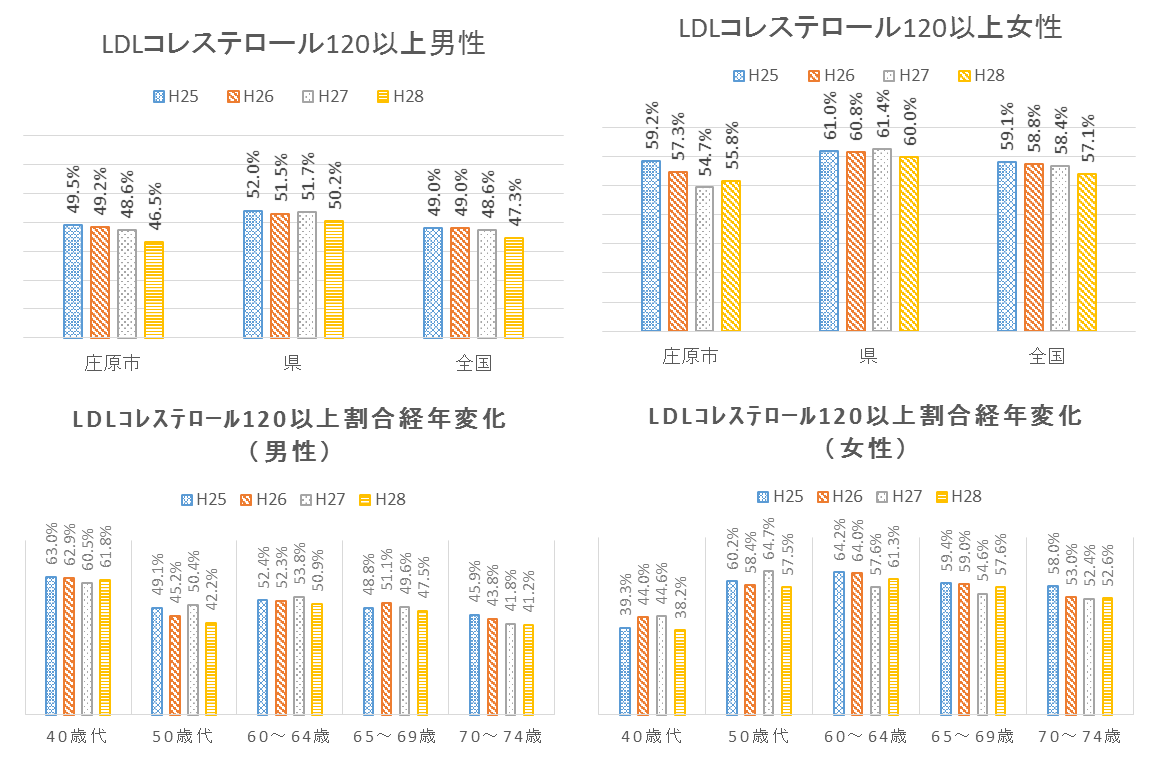 LDLコレステロール120以上男性
H25 H26 H27 H28
49.5% 49.2% 48.6% 46.5% 52.0% 51.5% 51.7% 50.2% 49.0% 49.0% 48.6% 47.3%
庄原市 県 全国
LDLコレステロール120以上女性
H25 H26 H27 H28
59.2% 57.3% 54.7% 55.8% 61.0% 60.8% 61.4% 60.0% 59.1% 58.8% 58.4% 57.1%
庄原市 県 全国
LDLｺﾚｽﾃﾛｰﾙ120以上割合経年変化
（男性）
H25 H26 H27 H28
63.0% 62.9% 60.5% 61.8% 49.1% 45.2% 50.4% 42.2% 52.4% 52.3% 53.8% 50.9% 48.8% 51.1% 49.6% 47.5% 45.9% 43.8% 41.8% 41.2%
40歳代 50歳代 60～64歳 65～69歳 70～74歳
LDLｺﾚｽﾃﾛｰﾙ120以上割合経年変化
（女性）
H25 H26 H27 H28
39.3% 44.0% 44.6% 38.2% 60.2% 58.4% 64.7% 57.5% 64.2% 64.0% 57.6% 61.3% 59.4% 59.0% 54.6% 57.6% 58.0% 53.0% 52.4% 52.6%
40歳代 50歳代 60～64歳 65～69歳 70～74歳